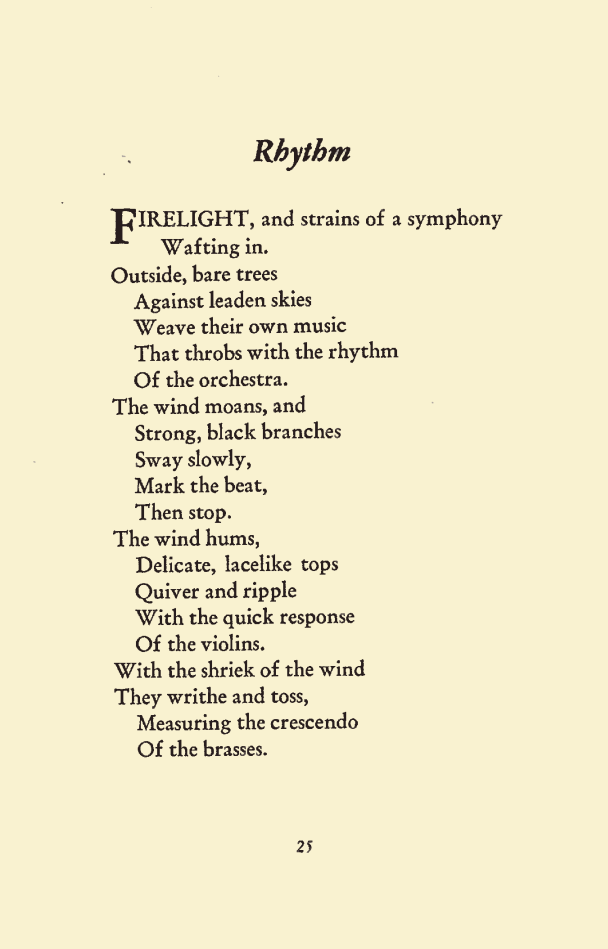 Rhythm
FIRELIGHT, and strains of a symphony
Wafting in.
Outside, bare trees
Against leaden skies
Weave their own music
That throbs with the rhythm
Of the orchestra.
The wind moans, and
Strong, black branches
Sway slowly,
Mark the beat,
Then stop.
The wind hums,
Delicate, lacelike tops
Quiver and ripple
With the quick response
Of the violins.
With the shriek of the wind
They writhe and toss,
Measuring the crescendo
Of the brasses.
25